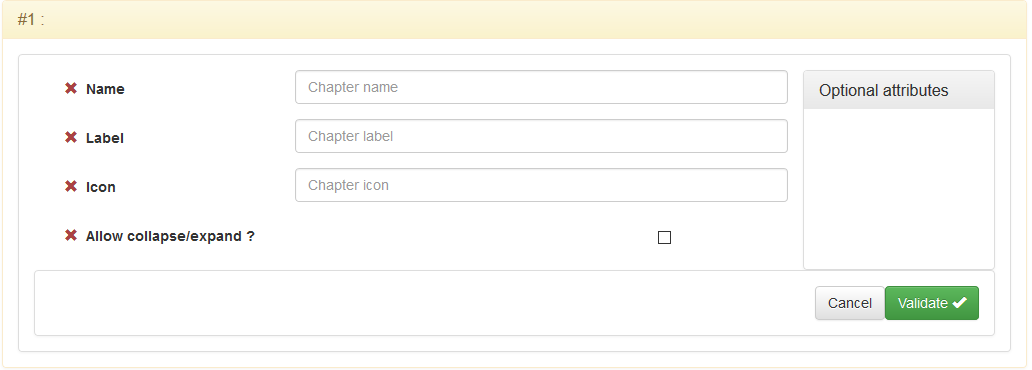 #1 :
Name
Chapter name
Optional attributes
Label
Chapter label
Icon
Chapter icon
Allow collapse/expand ?
Cancel
Validate